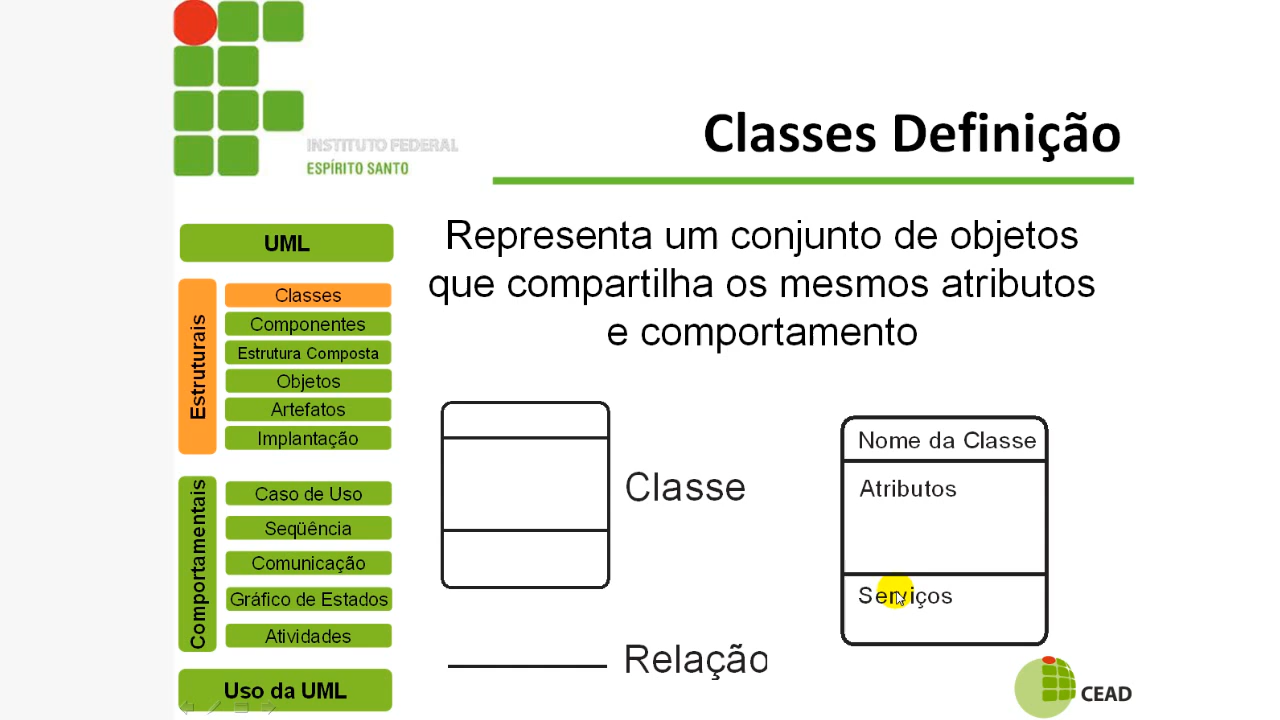 INSTITUTO FEDERAL
ESPÍRITO SANTO
Classes Definição
UML
Estruturais
Classes
Componentes
Estrutura Composta
Objetos
Artefatos
Implantação
Comportamentais
Caso de Uso
Seqüência
Comunicação
Gráfico de Estados
Atividades
Uso da UML
Representa um conjunto de objetos
que compartilha os mesmos atributos
e comportamento
Classe
Relação
Nome da Classe
Atributos
Serviços
CEAD